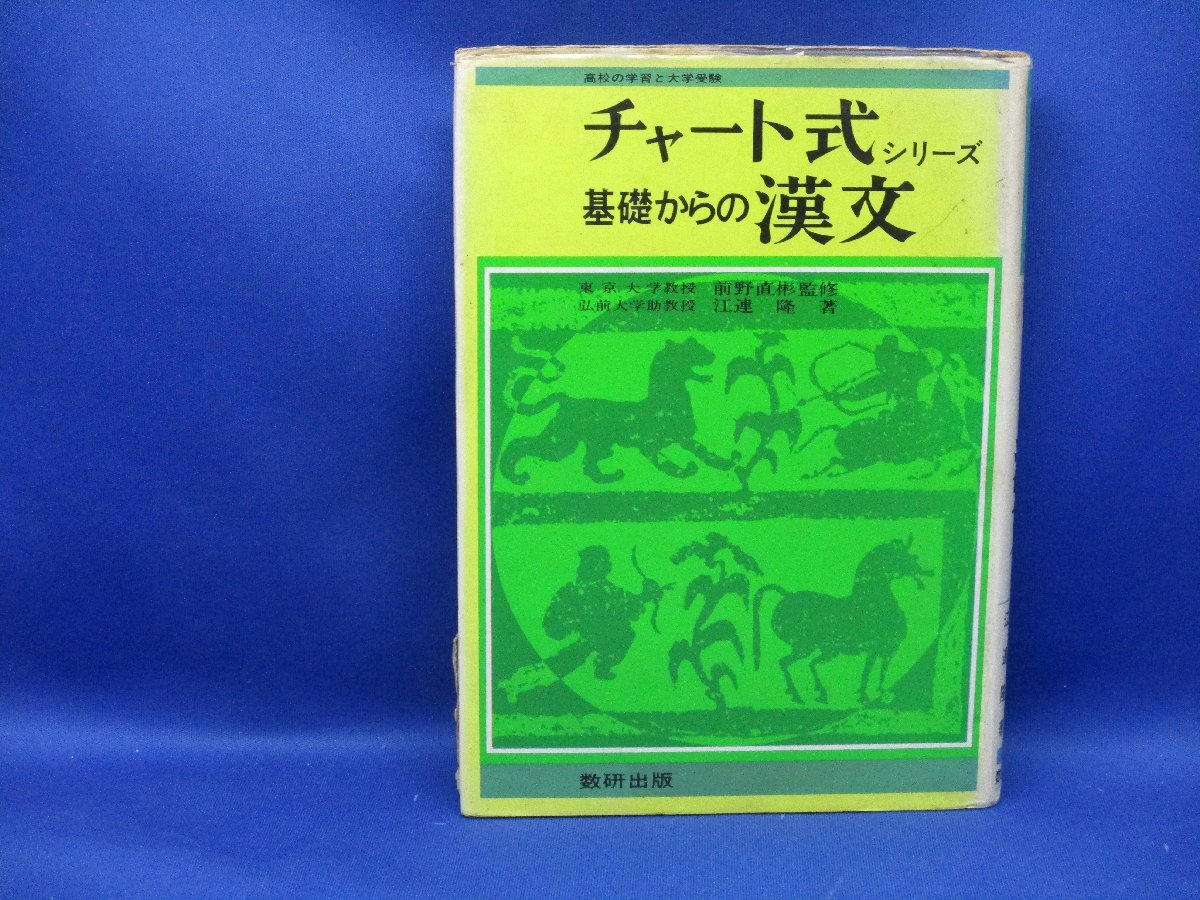 高校の学習と大学受験
チャート式シリーズ
基礎からの漢文
東京大学教授 前野直彬監修
弘前大学助教授 江連 隆 著
数研出版